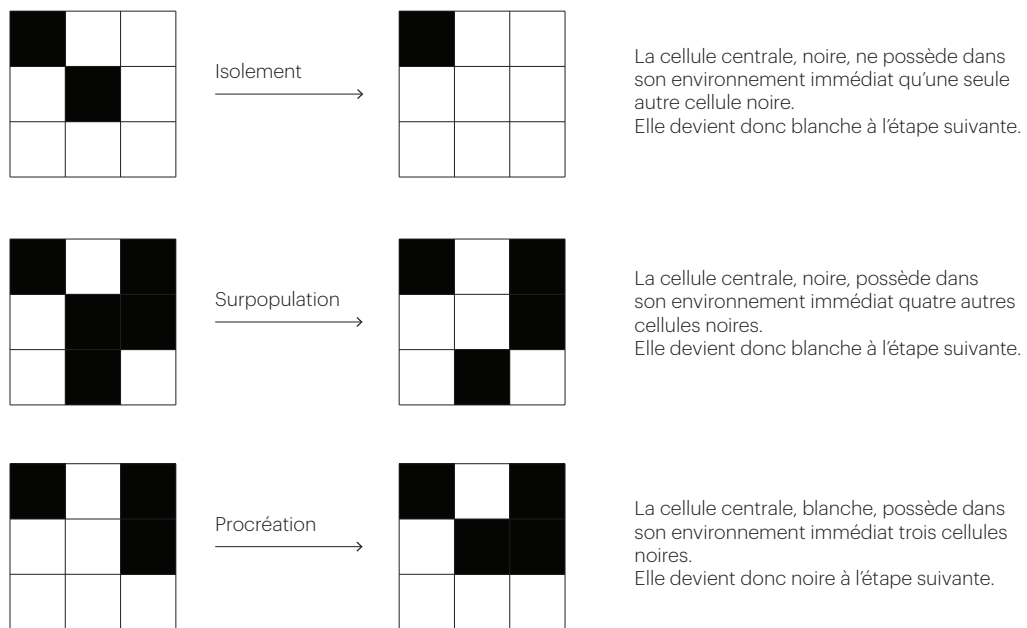 Isolement
La cellule centrale, noire, ne possède dans
son environnement immédiat qu’une seule
autre cellule noire.
Elle devient donc blanche à l’étape suivante.
Surpopulation
La cellule centrale, noire, possède dans
son environnement immédiat quatre autres
cellules noires.
Elle devient donc blanche à l’étape suivante.
Procréation
La cellule centrale, blanche, possède dans
son environnement immédiat trois cellules
noires.
Elle devient donc noire à l’étape suivante.